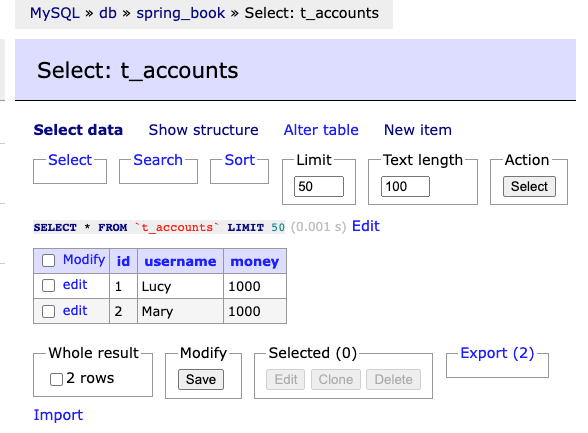 MySQL » db » spring_book » Select: t_accounts
Select: t_accounts
Select data Show structure Alter table New item
Select Search Sort Limit Text length Action
50 100 Select
SELECT * FROM `t_accounts` LIMIT 50 (0.001 s) Edit
Modify id username money
edit 1 Lucy 1000
edit 2 Mary 1000
Whole result Modify Selected (0) Export (2)
2 rows Save Edit Clone Delete
Import